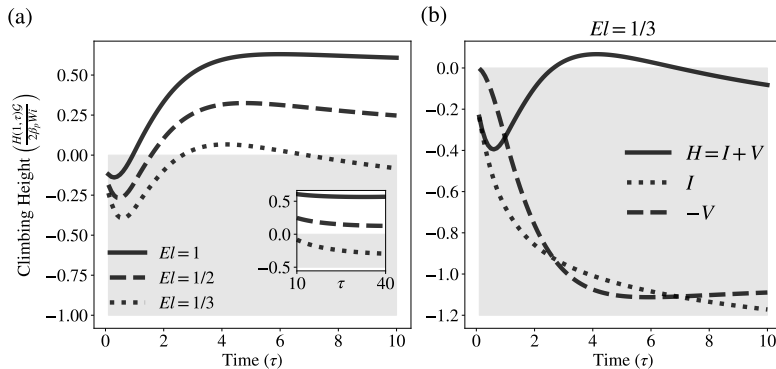 (a)
Climbing Height (H(1,τ)𝒢 / 2βₚWi)
0.50
0.25
0.00
−0.25
−0.50
−0.75
−1.00
El = 1
El = 1/2
El = 1/3
0.5
0.0
−0.5
10 τ 40
0 2 4 6 8 10
Time (τ)
(b)
El = 1/3
0.0
−0.2
−0.4
−0.6
−0.8
−1.0
−1.2
H = I + V
I
−V
0 2 4 6 8 10
Time (τ)